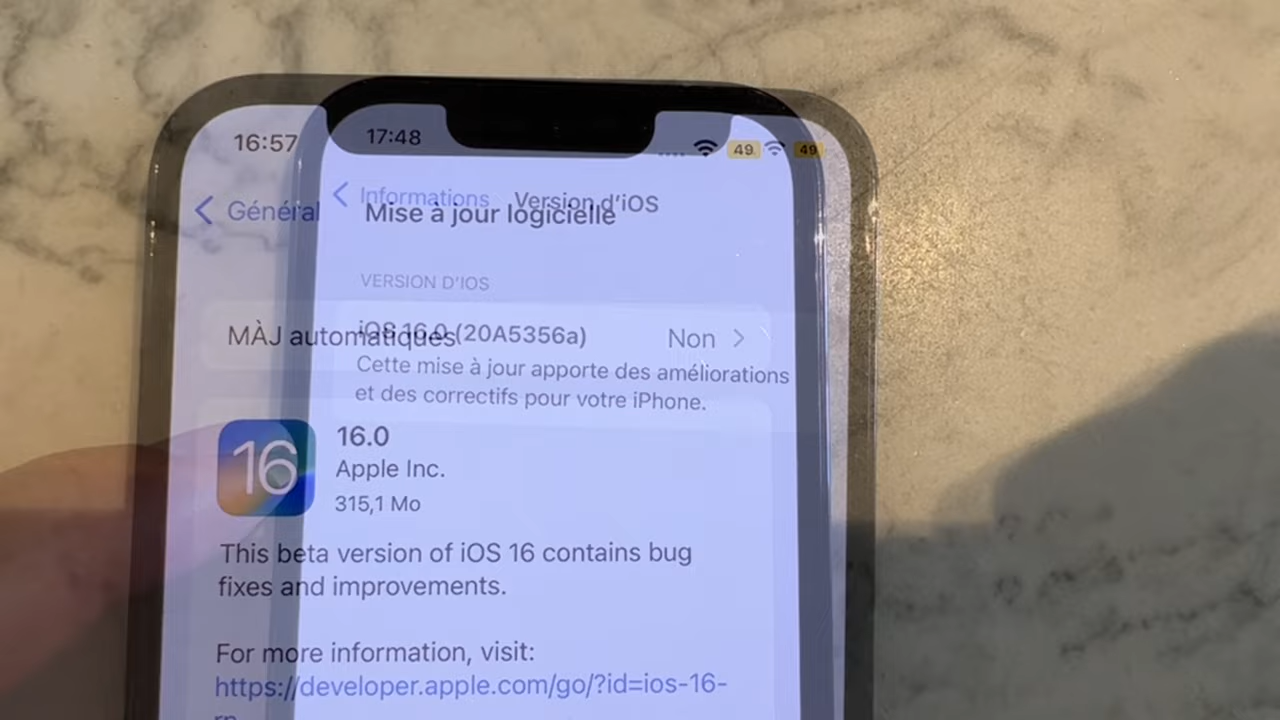 16:57
17:48
49
49
Informations
Version d'iOS
Général
Mise à jour logicielle
VERSION D'IOS
MÀJ automatiques
iOS 16.0 (20A5356a)
Non
Cette mise à jour apporte des améliorations
et des correctifs pour votre iPhone.
16
16.0
Apple Inc.
315,1 Mo
This beta version of iOS 16 contains bug
fixes and improvements.
For more information, visit:
https://developer.apple.com/go/?id=ios-16-
rn